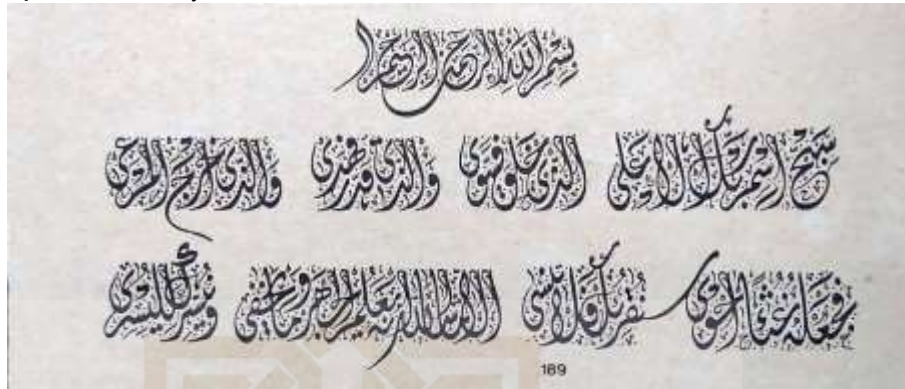 بسم الله الرحمن الرحيم
سبح اسم ربك الأعلى الذي خلق فسوى والذي قدر فهدى والذي أخرج المرعى
فجعله غثاء أحوى سنقرئك فلا تنسى إلا ما شاء الله إنه يعلم الجهر وما يخفى ونيسرك لليسرى
189